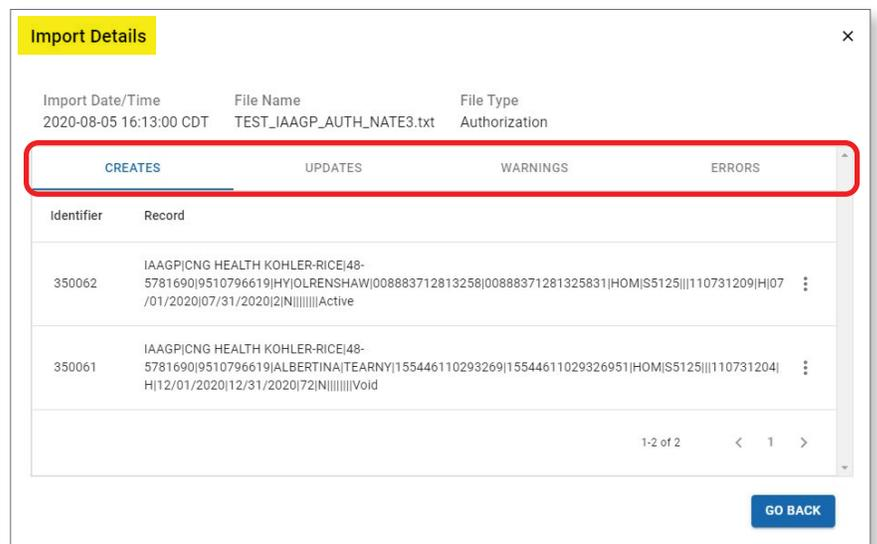 Import Details
Import Date/Time File Name File Type
2020-08-05 16:13:00 CDT TEST_IAAGP_AUTH_NATE3.txt Authorization
CREATES UPDATES WARNINGS ERRORS
Identifier Record
IAAGP|CNG HEALTH KOHLER-RICE|48-
350062 5781690|9510796619|HY|OLRENSHAW|008883712813258|00888371281325831|HOM|S5125|||110731209|H|07
/01/2020|07/31/2020|2|N||||||||Active
IAAGP|CNG HEALTH KOHLER-RICE|48-
350061 5781690|9510796619|ALBERTINA|TEARNY|155446110293269|15544611029326951|HOM|S5125|||110731204|
H|12/01/2020|12/31/2020|72|N||||||||Void
1-2 of 2 < 1 >
GO BACK